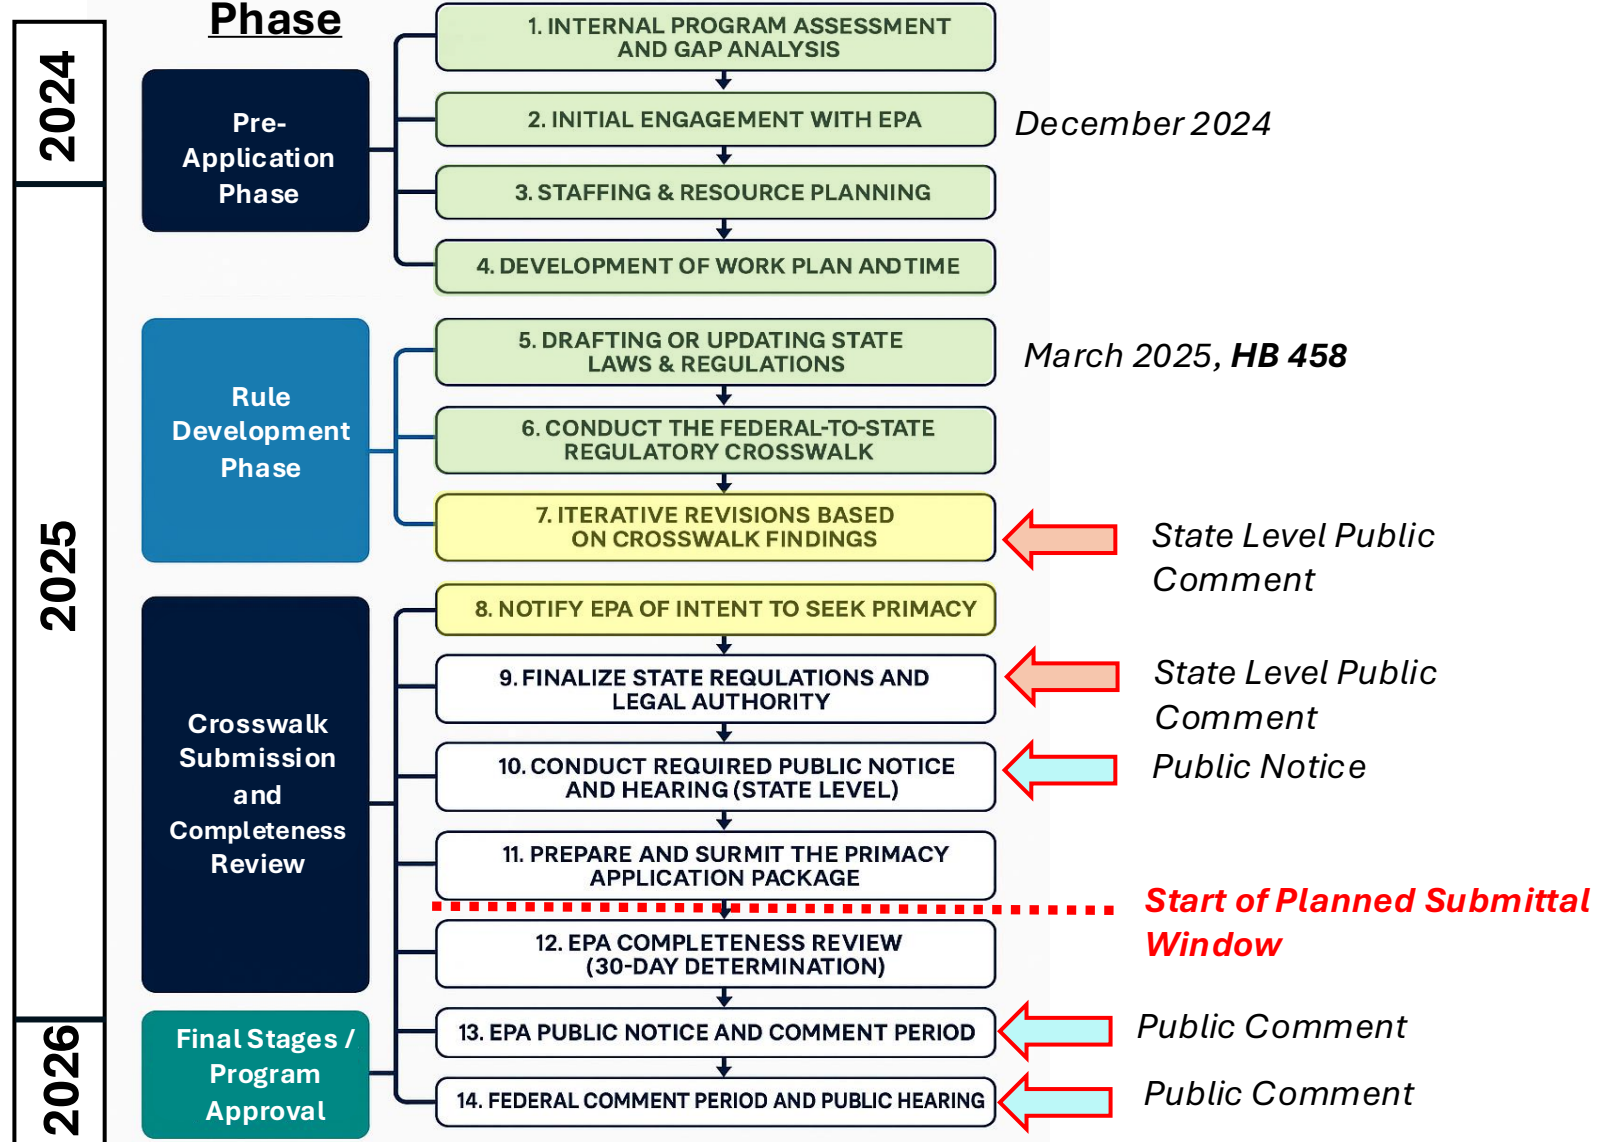 Phase
2024
Pre-
Application
Phase
1. INTERNAL PROGRAM ASSESSMENT
AND GAP ANALYSIS
2. INITIAL ENGAGEMENT WITH EPA
December 2024
3. STAFFING & RESOURCE PLANNING
4. DEVELOPMENT OF WORK PLAN AND TIME
2025
Rule
Development
Phase
5. DRAFTING OR UPDATING STATE
LAWS & REGULATIONS
March 2025, HB 458
6. CONDUCT THE FEDERAL-TO-STATE
REGULATORY CROSSWALK
7. ITERATIVE REVISIONS BASED
ON CROSSWALK FINDINGS
State Level Public
Comment
Crosswalk
Submission
and
Completeness
Review
8. NOTIFY EPA OF INTENT TO SEEK PRIMACY
9. FINALIZE STATE REQULATIONS AND
LEGAL AUTHORITY
State Level Public
Comment
10. CONDUCT REQUIRED PUBLIC NOTICE
AND HEARING (STATE LEVEL)
Public Notice
11. PREPARE AND SURMIT THE PRIMACY
APPLICATION PACKAGE
Start of Planned Submittal
Window
12. EPA COMPLETENESS REVIEW
(30-DAY DETERMINATION)
2026
Final Stages /
Program
Approval
13. EPA PUBLIC NOTICE AND COMMENT PERIOD
Public Comment
14. FEDERAL COMMENT PERIOD AND PUBLIC HEARING
Public Comment